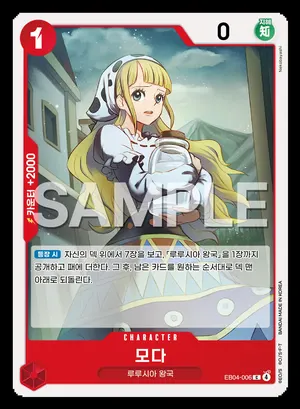 1
0
지혜
知
카운터 +2000
SAMPLE
등장 시 자신의 덱 위에서 7장을 보고, 「루루시아 왕국」을 1장까지
공개하고 패에 더한다. 그 후, 남은 카드를 원하는 순서대로 덱 맨
아래로 되돌린다.
CHARACTER
모다
루루시아 왕국
EB04-006
BANDAI MADE IN KOREA